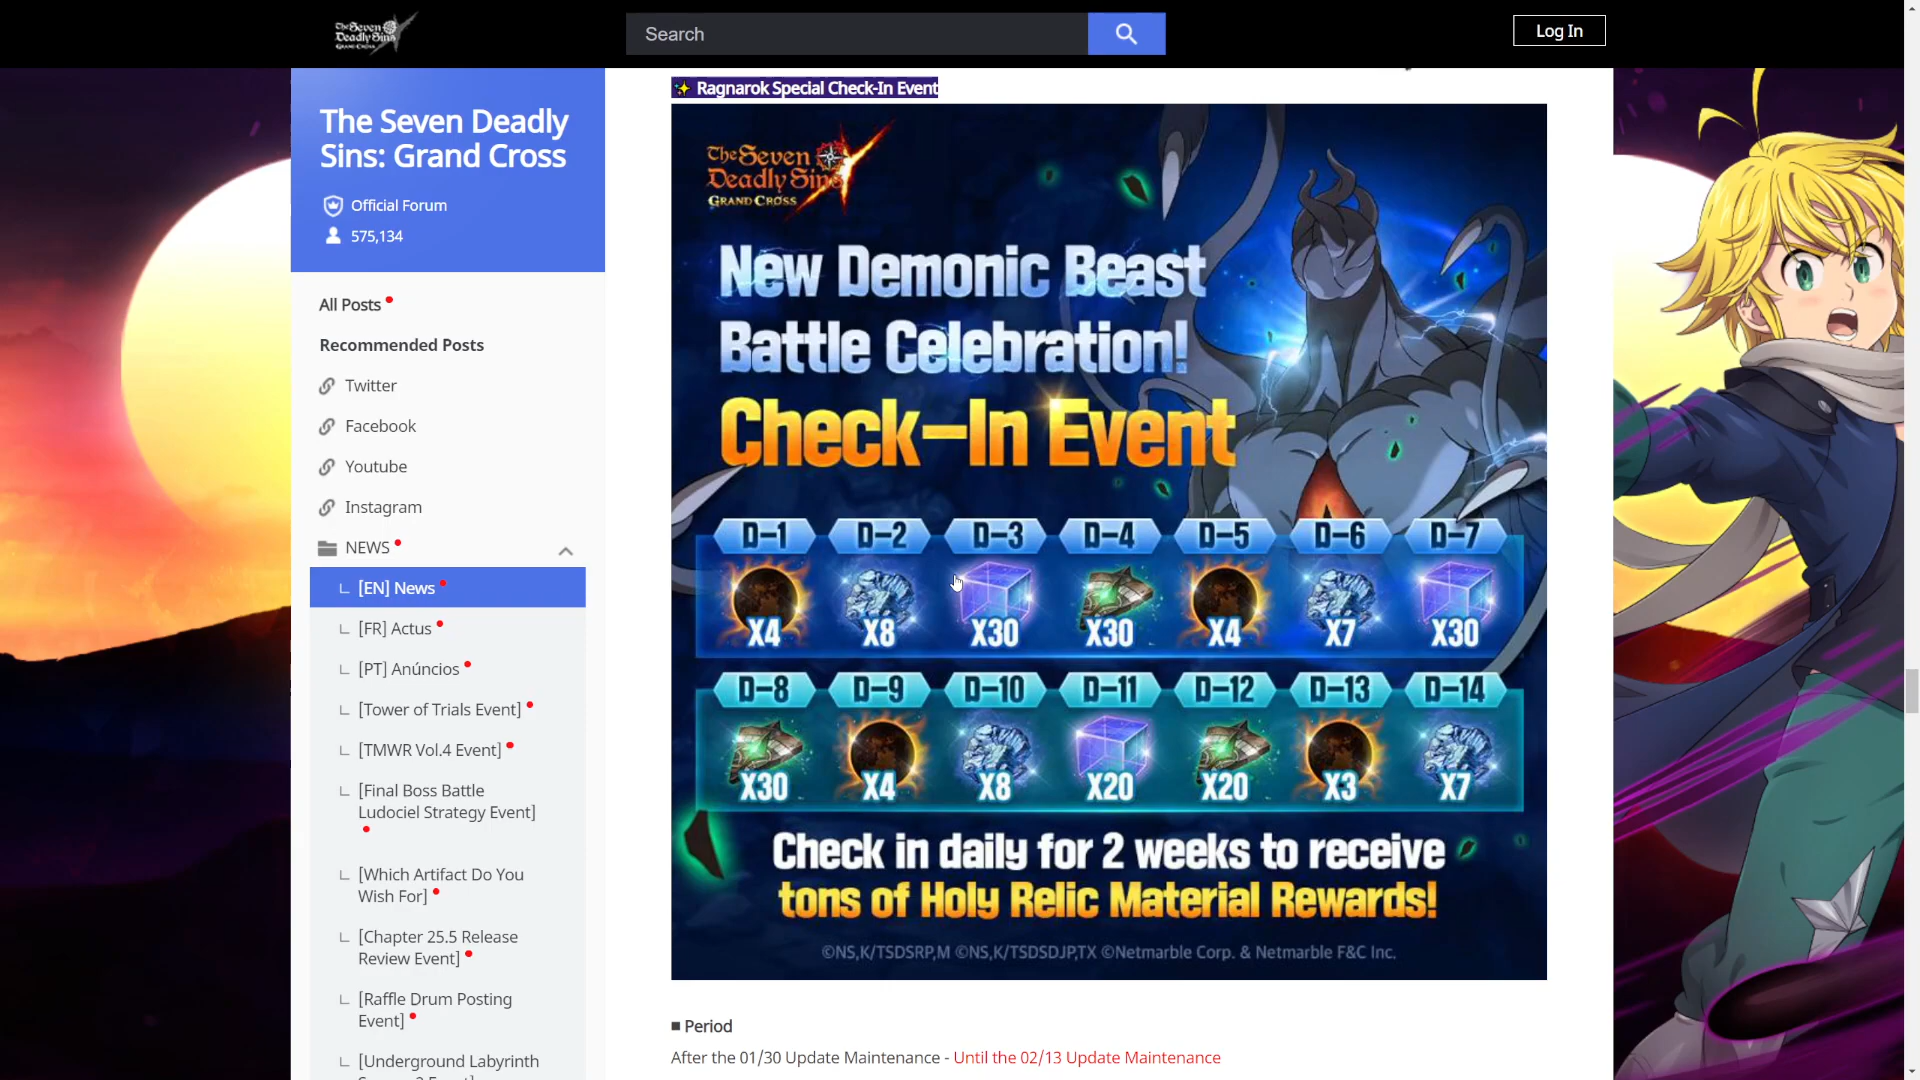 The Seven
Deadly Sins
GRAND CROSS
Search
Log In
The Seven Deadly
Sins: Grand Cross
Official Forum
575,134
All Posts
Recommended Posts
Twitter
Facebook
Youtube
Instagram
NEWS
[EN] News
[FR] Actus
[PT] Anúncios
[Tower of Trials Event]
[TMWR Vol.4 Event]
[Final Boss Battle
Ludociel Strategy Event]
[Which Artifact Do You
Wish For]
[Chapter 25.5 Release
Review Event]
[Raffle Drum Posting
Event]
[Underground Labyrinth
✨ Ragnarok Special Check-In Event
The Seven
Deadly Sins
GRAND CROSS
New Demonic Beast
Battle Celebration!
Check-In Event
D-1 D-2 D-3 D-4 D-5 D-6 D-7
X4 X8 X30 X30 X4 X7 X30
D-8 D-9 D-10 D-11 D-12 D-13 D-14
X30 X4 X8 X20 X20 X3 X7
Check in daily for 2 weeks to receive
tons of Holy Relic Material Rewards!
©NS,K/TSDSRP,M ©NS,K/TSDSDJP,TX ©Netmarble Corp. & Netmarble F&C Inc.
■ Period
After the 01/30 Update Maintenance - Until the 02/13 Update Maintenance